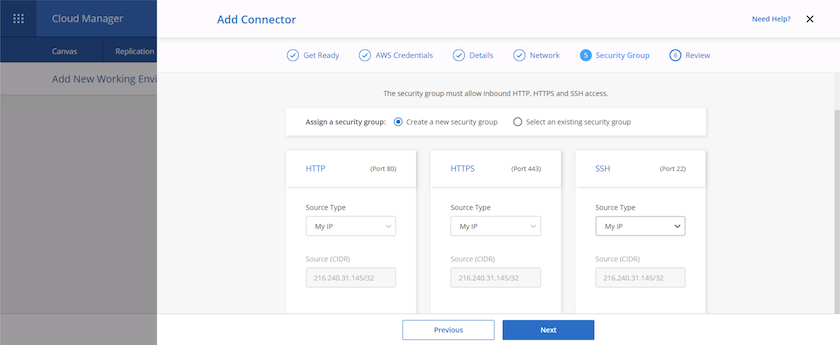 Cloud Manager
Add Connector
Need Help?
Canvas
Replication
Get Ready
AWS Credentials
Details
Network
5 Security Group
6 Review
Add New Working Envi
The security group must allow inbound HTTP, HTTPS and SSH access.
Assign a security group: Create a new security group Select an existing security group
HTTP (Port 80)
HTTPS (Port 443)
SSH (Port 22)
Source Type
Source Type
Source Type
My IP
My IP
My IP
Source (CIDR)
Source (CIDR)
Source (CIDR)
216.240.31.145/32
216.240.31.145/32
216.240.31.145/32
Previous
Next